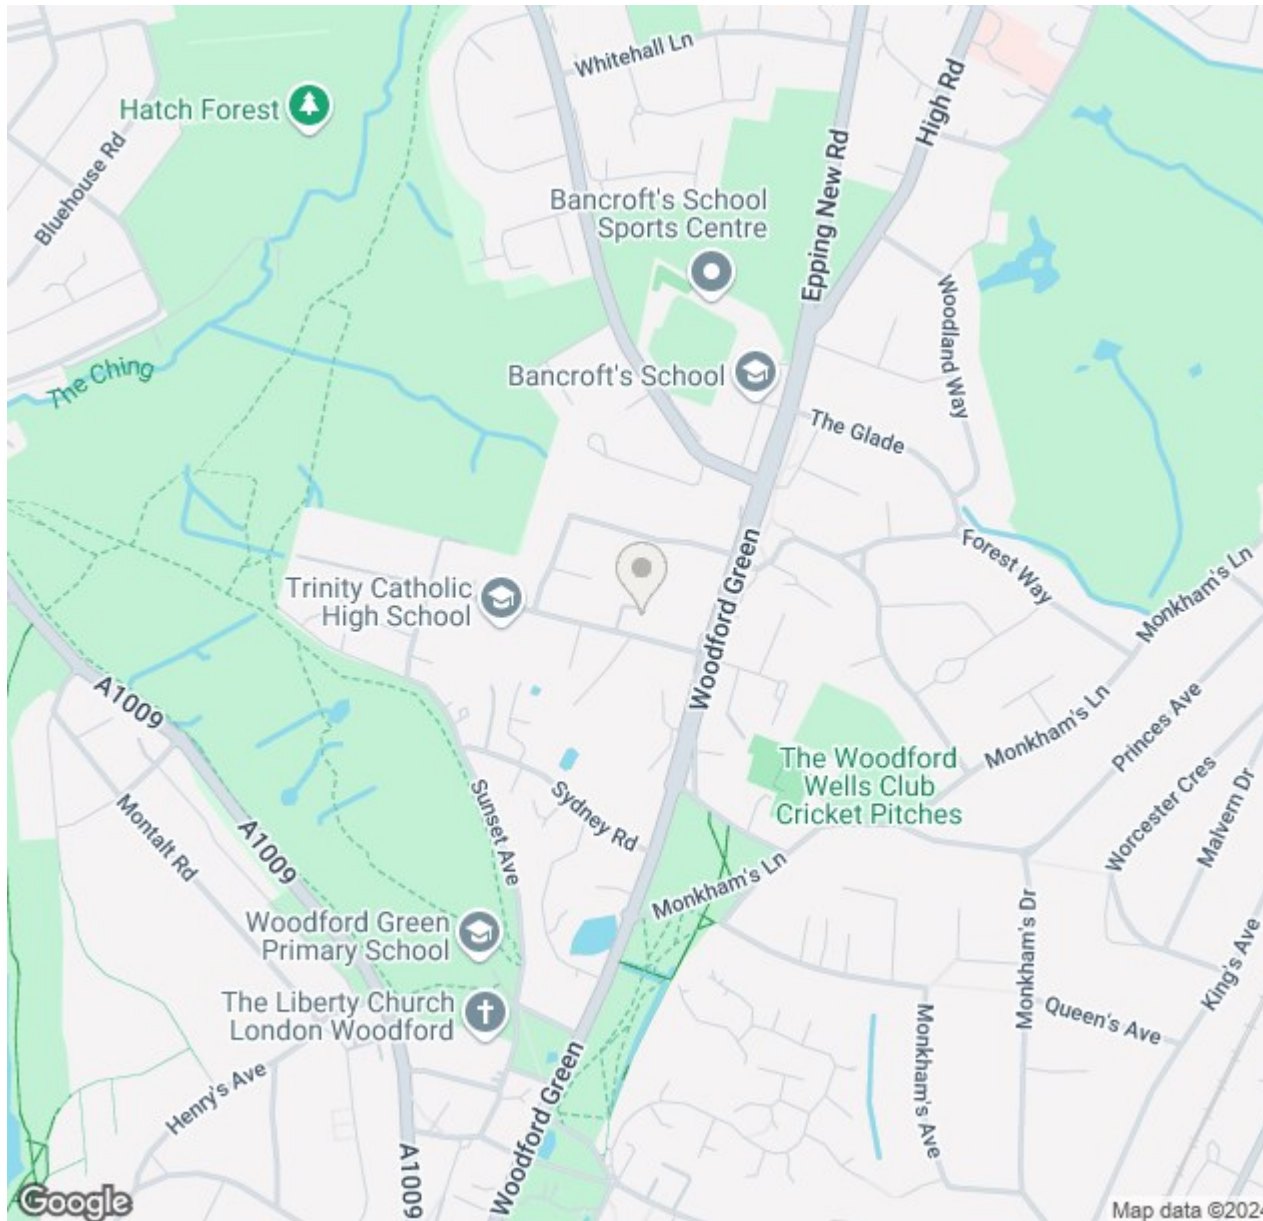 Whitehall Ln
Hatch Forest
High Rd
Bluehouse Rd
Epping New Rd
Bancroft's School
Sports Centre
Woodland Way
The Ching
Bancroft's School
The Glade
Woodford Green
Forest Way
Monkham's Ln
Trinity Catholic
High School
A1009
Monkham's Ln
Princes Ave
The Woodford
Wells Club
Cricket Pitches
Sunset Ave
Sydney Rd
Worcester Cres
Malvern Dr
Montalt Rd
A1009
Monkham's Ln
Woodford Green
Primary School
Monkham's Dr
King's Ave
The Liberty Church
London Woodford
Queen's Ave
Monkham's Ave
Henry's Ave
Woodford Green
A1009
Google
Map data ©2024